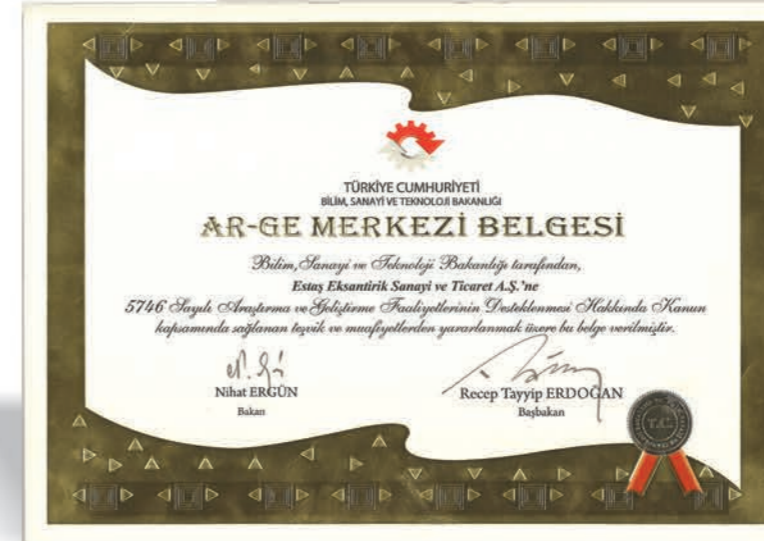 TÜRKİYE CUMHURİYETİ
BİLİM, SANAYİ VE TEKNOLOJİ BAKANLIĞI
AR-GE MERKEZİ BELGESİ
Bilim, Sanayi ve Teknoloji Bakanlığı tarafından,
Estaş Eksantirik Sanayi ve Ticaret A.Ş.'ne
5746 Sayılı Araştırma ve Geliştirme Faaliyetlerinin Desteklenmesi Hakkında Kanun
kapsamında sağlanan teşvik ve muafiyetlerden yararlanmak üzere bu belge verilmiştir.
Nihat ERGÜN
Bakan
Recep Tayyip ERDOĞAN
Başbakan
T.C.